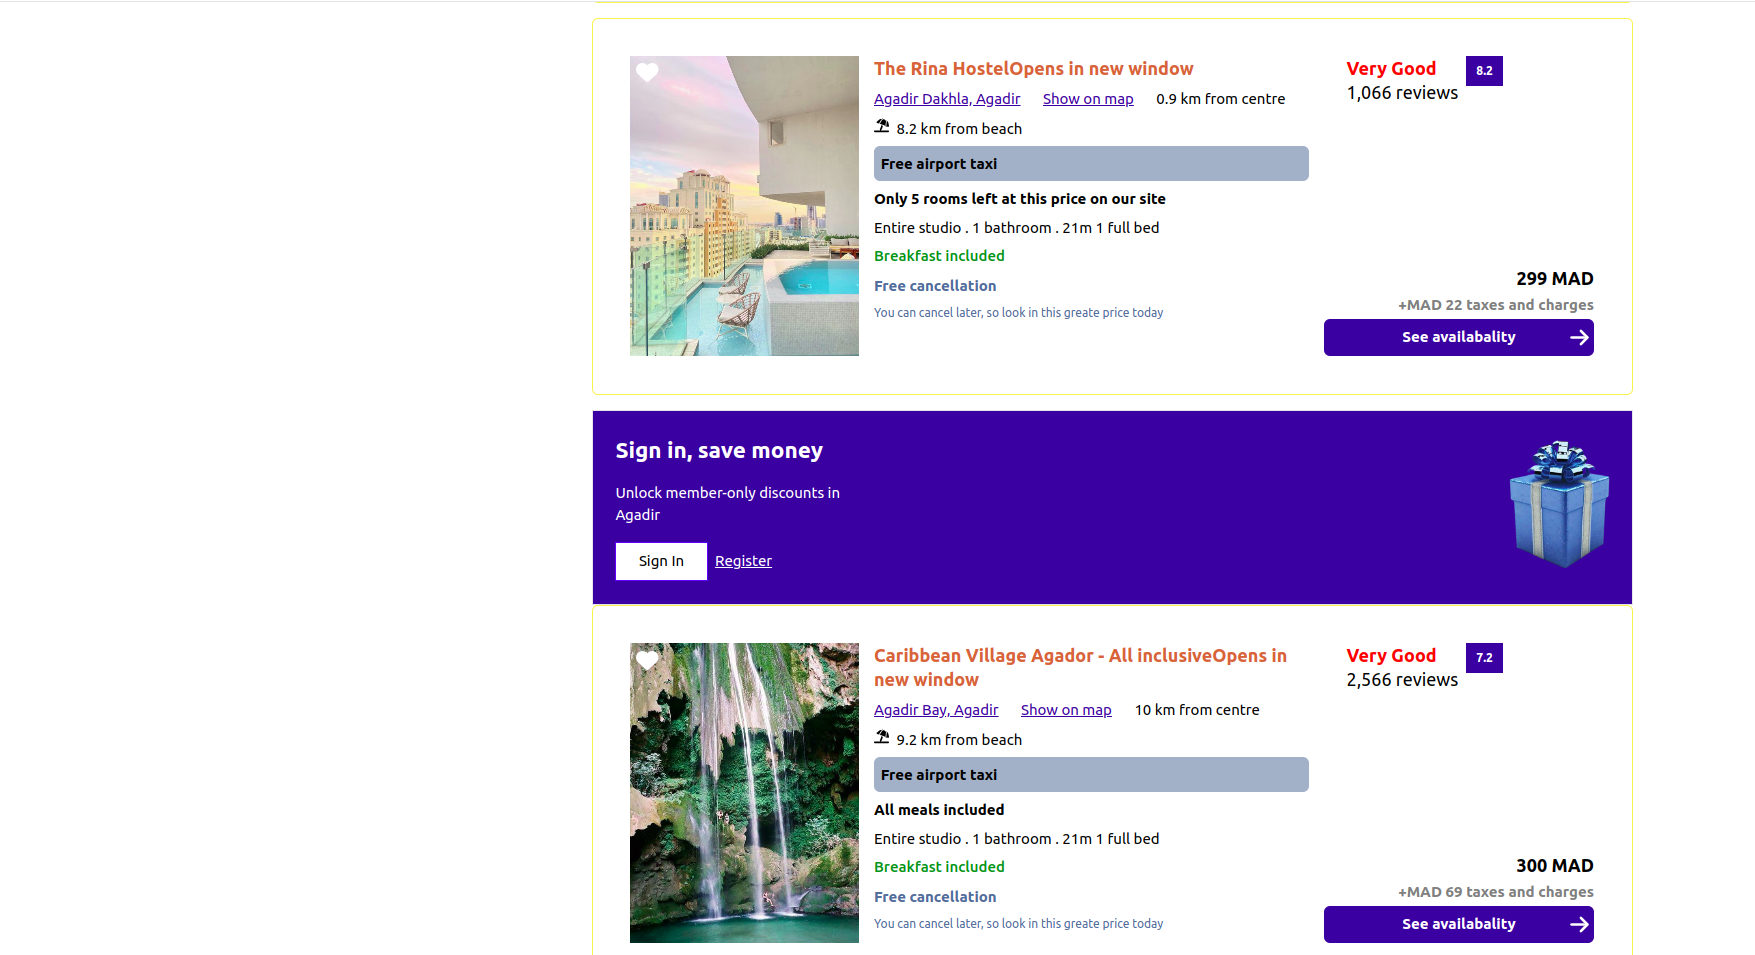 The Rina HostelOpens in new window
Very Good 8.2
1,066 reviews
Agadir Dakhla, Agadir Show on map 0.9 km from centre
8.2 km from beach
Free airport taxi
Only 5 rooms left at this price on our site
Entire studio . 1 bathroom . 21m 1 full bed
Breakfast included
Free cancellation
You can cancel later, so look in this greate price today
299 MAD
+MAD 22 taxes and charges
See availabality
Sign in, save money
Unlock member-only discounts in
Agadir
Sign In Register
Caribbean Village Agador - All inclusiveOpens in
new window
Very Good 7.2
2,566 reviews
Agadir Bay, Agadir Show on map 10 km from centre
9.2 km from beach
Free airport taxi
All meals included
Entire studio . 1 bathroom . 21m 1 full bed
Breakfast included
Free cancellation
You can cancel later, so look in this greate price today
300 MAD
+MAD 69 taxes and charges
See availabality